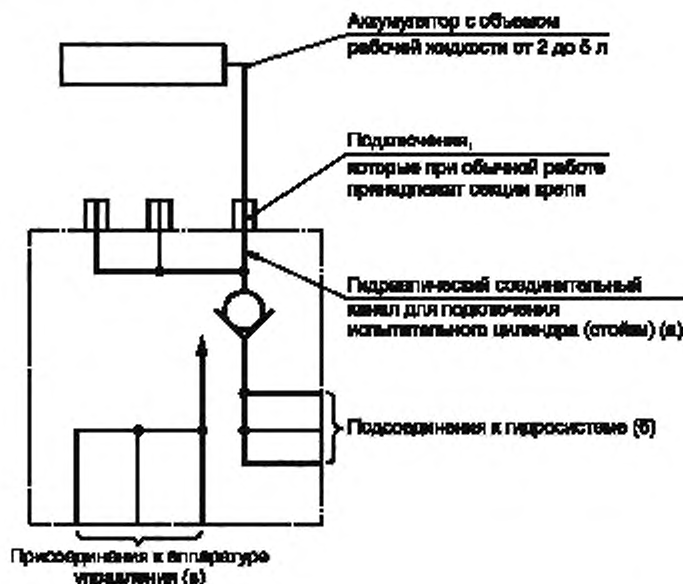 Аккумулятор с объемом
рабочей жидкости от 2 до 5 л
Подключения,
которые при обычной работе
принадлежат секции крепи
Гидравлический соединительный
канал для подключения
испытательного цилиндра (стойки) (а)
Подсоединения к гидросистеме (б)
Присоединения к аппаратуре
управления (в)